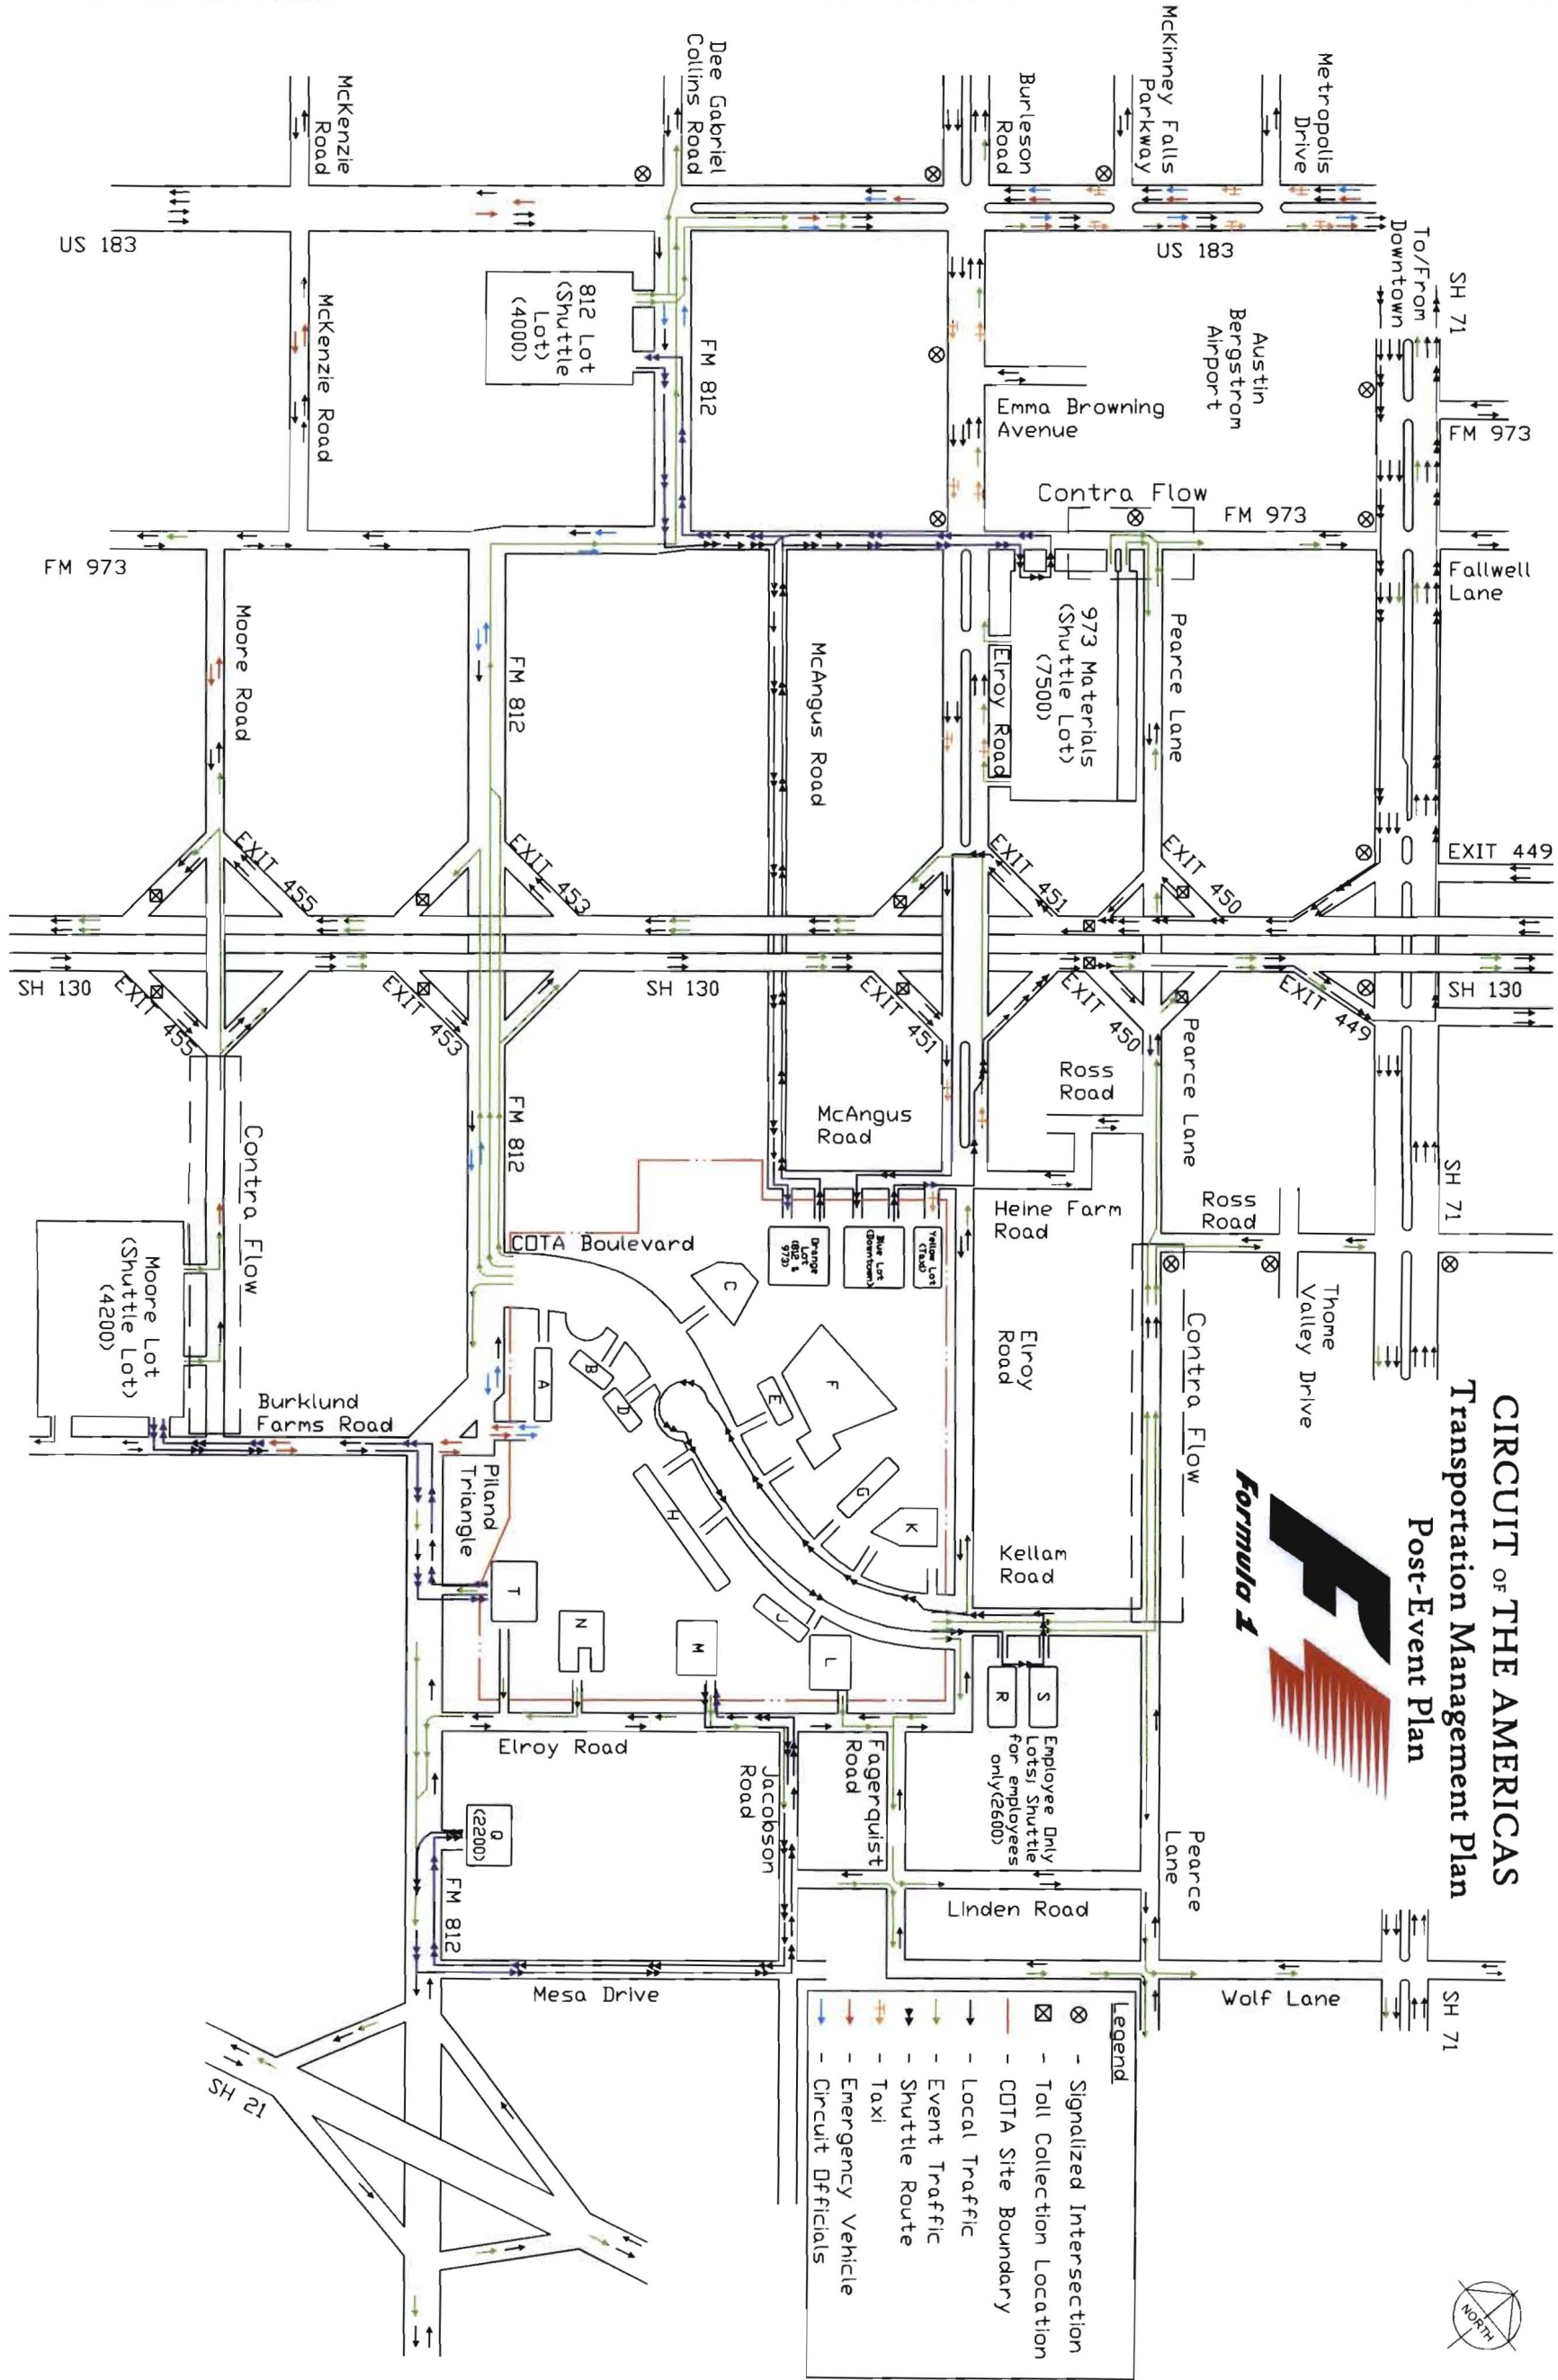 CIRCUIT OF THE AMERICAS
Transportation Management Plan
Post-Event Plan
Formula 1
McKenzie
Road
Dee Gabriel
Collins Road
Burleson
Road
McKinney Falls
Parkway
Metropolis
Drive
US 183
US 183
To/From
Downtown
SH 71
McKenzie Road
812 Lot
(Shuttle
Lot)
(4000)
FM 812
Emma Browning
Avenue
Austin
Bergstrom
Airport
FM 973
Contra Flow
FM 973
FM 973
Fallwell
Lane
Moore Road
FM 812
McAngus Road
Elroy Road
973 Materials
(Shuttle Lot)
(7500)
Pearce Lane
EXIT 455
EXIT 453
EXIT 451
EXIT 450
EXIT 449
SH 130
EXIT 455
EXIT 453
SH 130
EXIT 451
EXIT 450
EXIT 449
SH 130
Contra Flow
FM 812
McAngus
Road
Ross
Road
Pearce Lane
SH 71
Moore Lot
(Shuttle Lot)
(4200)
COTA Boulevard
Orange
Lot
(812 &
973)
Blue Lot
(Downtown)
Yellow Lot
(Taxi)
Heine Farm
Road
Ross
Road
Thome
Valley Drive
Burklund
Farms Road
A
B
C
D
E
F
G
H
J
K
L
M
N
T
Elroy
Road
Contra Flow
Piland
Triangle
Kellam
Road
R
S
Employee Only
Lots; Shuttle
for employees
only(2600)
Elroy Road
Jacobson
Road
Fagerquist
Road
Q
(2200)
FM 812
Linden Road
Pearce
Lane
Mesa Drive
Wolf Lane
SH 71
SH 21
Legend
- Signalized Intersection
- Toll Collection Location
- COTA Site Boundary
- Local Traffic
- Event Traffic
- Shuttle Route
- Taxi
- Emergency Vehicle
- Circuit Officials
NORTH